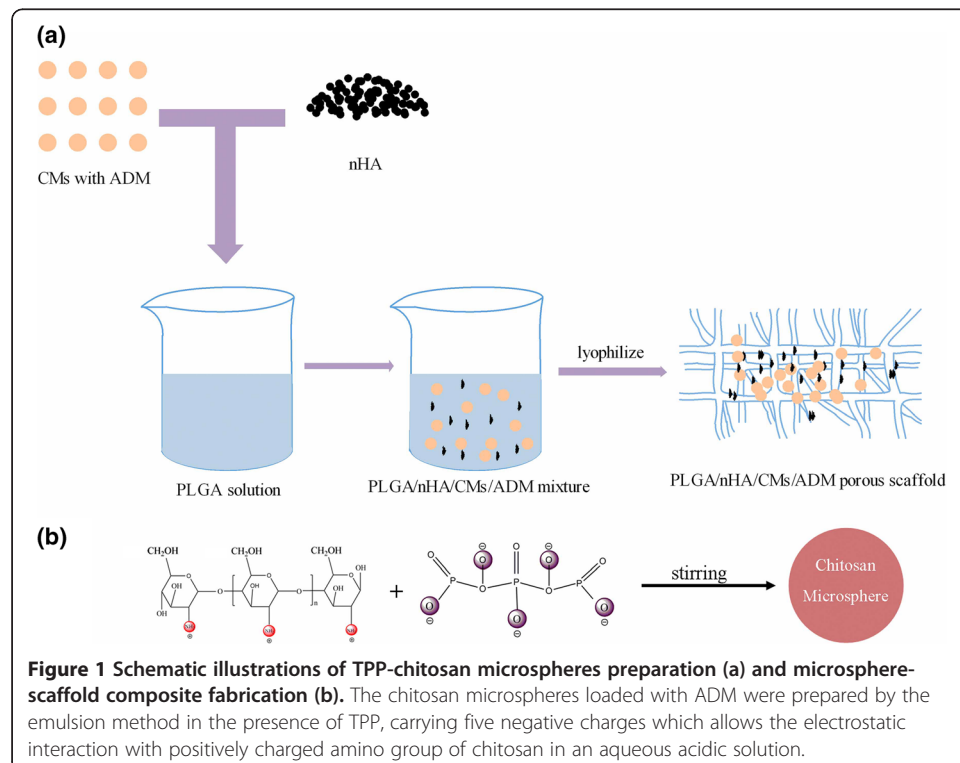 (a)
CMs with ADM
nHA
lyophilize
PLGA solution
PLGA/nHA/CMs/ADM mixture
PLGA/nHA/CMs/ADM porous scaffold
(b)
CH₂OH
CH₂OH
CH₂OH
O
O
O
O
O
OH
OH
OH
OH
OH
n
NH
NH
NH
⊕
⊕
⊕
+
⊖
⊖
O
O
O
O
O
P
P
P
O
O
O
O
O
⊖
⊖
⊖
stirring
Chitosan
Microsphere
Figure 1 Schematic illustrations of TPP-chitosan microspheres preparation (a) and microsphere-
scaffold composite fabrication (b). The chitosan microspheres loaded with ADM were prepared by the
emulsion method in the presence of TPP, carrying five negative charges which allows the electrostatic
interaction with positively charged amino group of chitosan in an aqueous acidic solution.